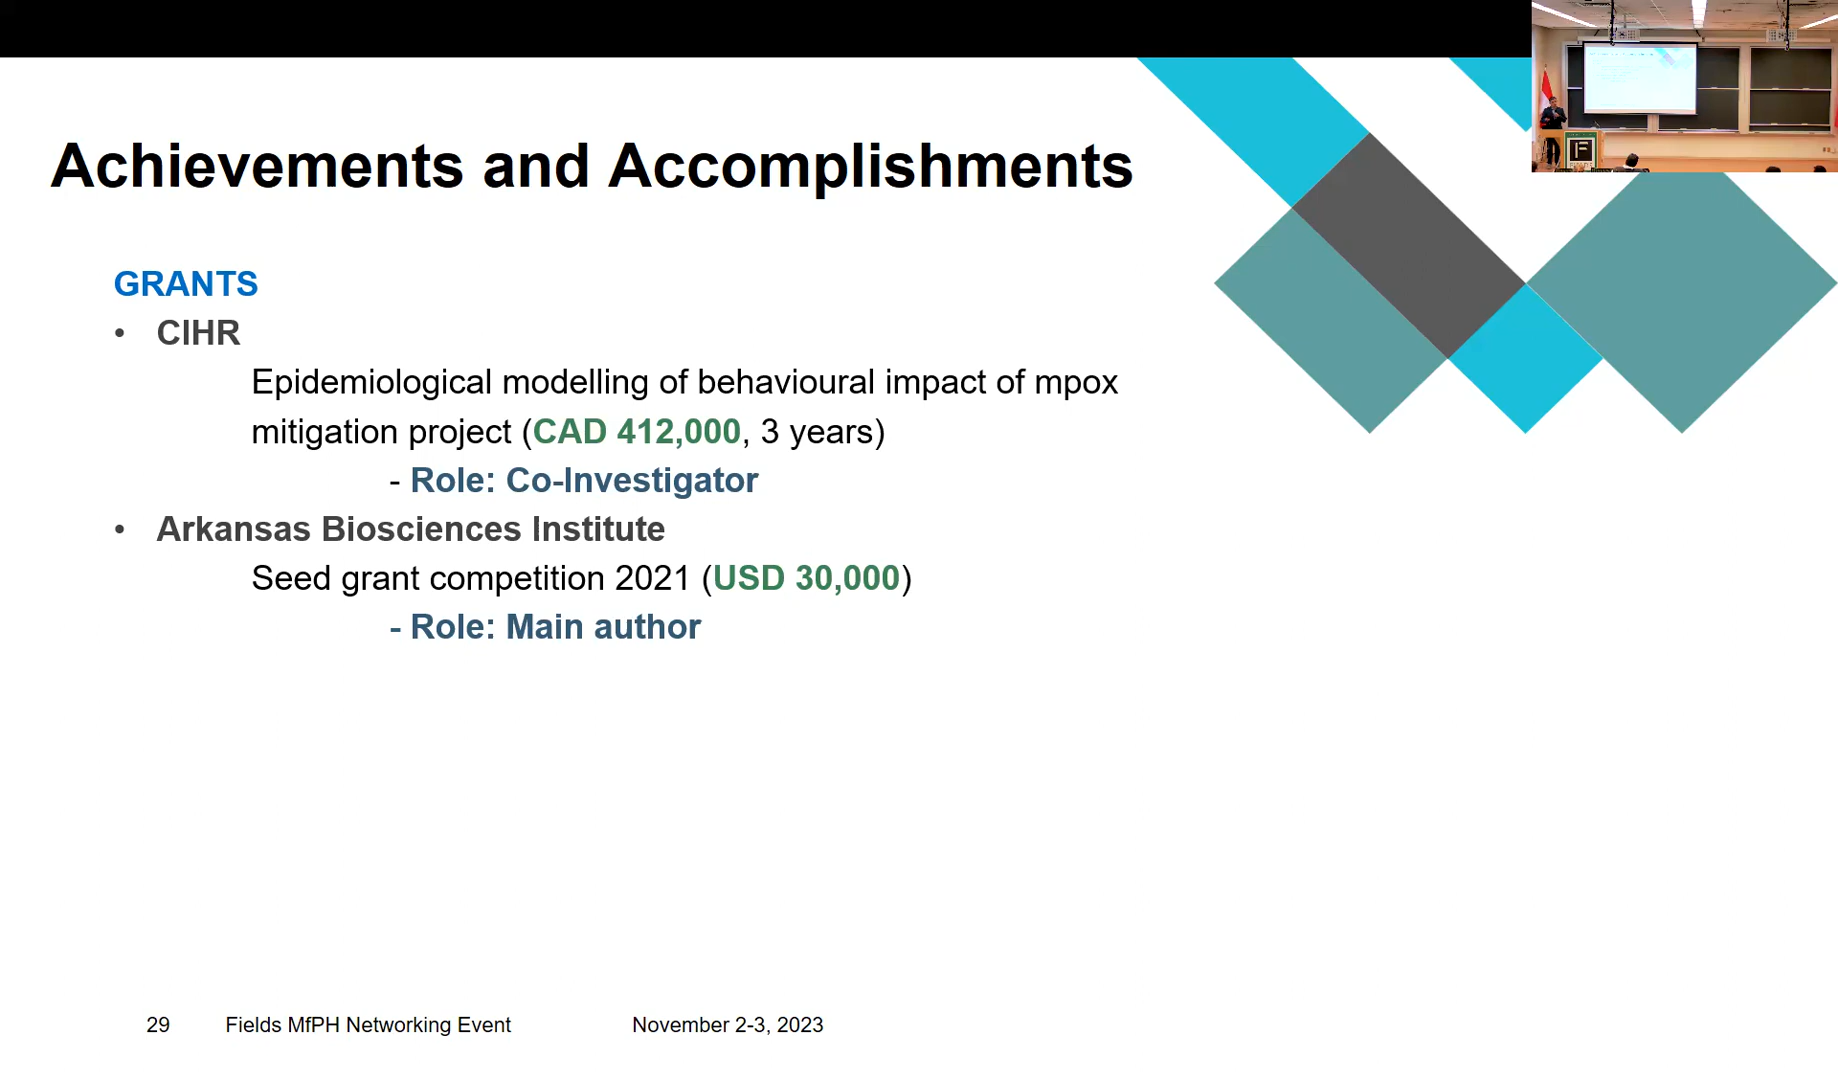 Achievements and Accomplishments
GRANTS
• CIHR
Epidemiological modelling of behavioural impact of mpox
mitigation project (CAD 412,000, 3 years)
- Role: Co-Investigator
• Arkansas Biosciences Institute
Seed grant competition 2021 (USD 30,000)
- Role: Main author
29 Fields MfPH Networking Event November 2-3, 2023